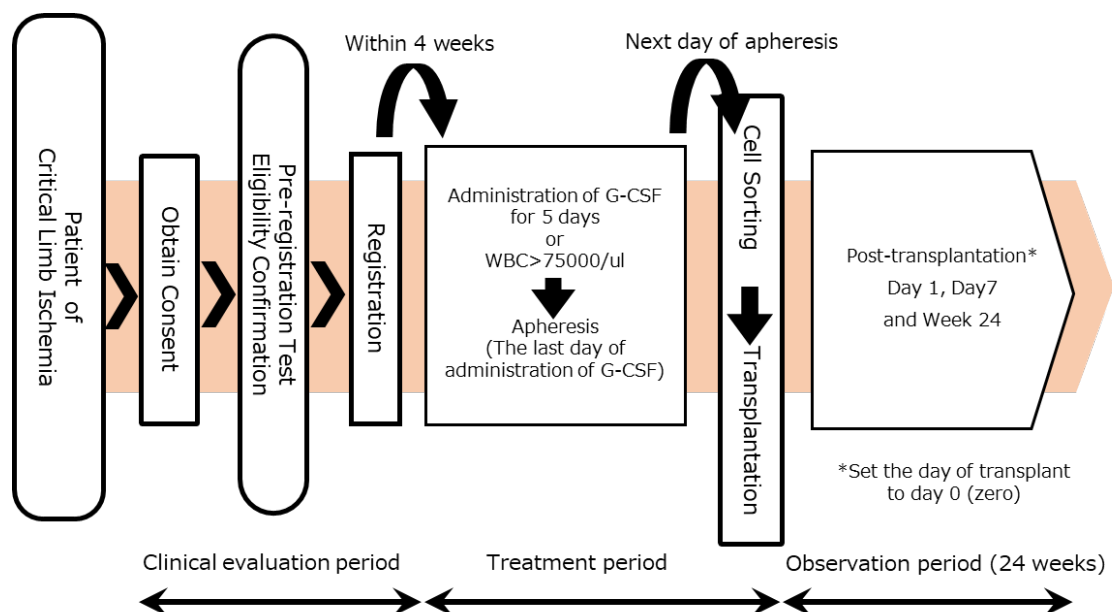 Within 4 weeks
Next day of apheresis
Patient of
Critical Limb Ischemia
Obtain Consent
Pre-registration Test
Eligibility Confirmation
Registration
Administration of G-CSF
for 5 days
or
WBC>75000/ul
Apheresis
(The last day of
administration of G-CSF)
Cell Sorting
Transplantation
Post-transplantation*
Day 1, Day7
and Week 24
*Set the day of transplant
to day 0 (zero)
Clinical evaluation period
Treatment period
Observation period (24 weeks)